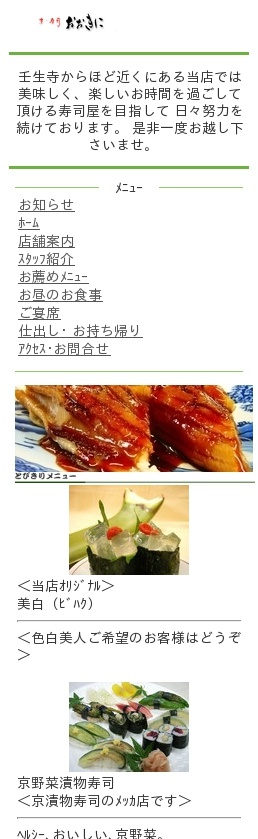 京・寿司 おおきに
壬生寺からほど近くにある当店では
美味しく、楽しいお時間を過ごして
頂ける寿司屋を目指して 日々努力を
続けております。 是非一度お越し下
さいませ。
ﾒﾆｭｰ
お知らせ
ﾎｰﾑ
店舗案内
ｽﾀｯﾌ紹介
お薦めﾒﾆｭｰ
お昼のお食事
ご宴席
仕出し・お持ち帰り
ｱｸｾｽ･お問合せ
とびきりメニュー
＜当店ｵﾘｼﾞﾅﾙ＞
美白（ﾋﾞﾊｸ）
＜色白美人ご希望のお客様はどうぞ
＞
京野菜漬物寿司
＜京漬物寿司のﾒｯｶ店です＞
ﾍﾙｼｰ､おいしい､京野菜。